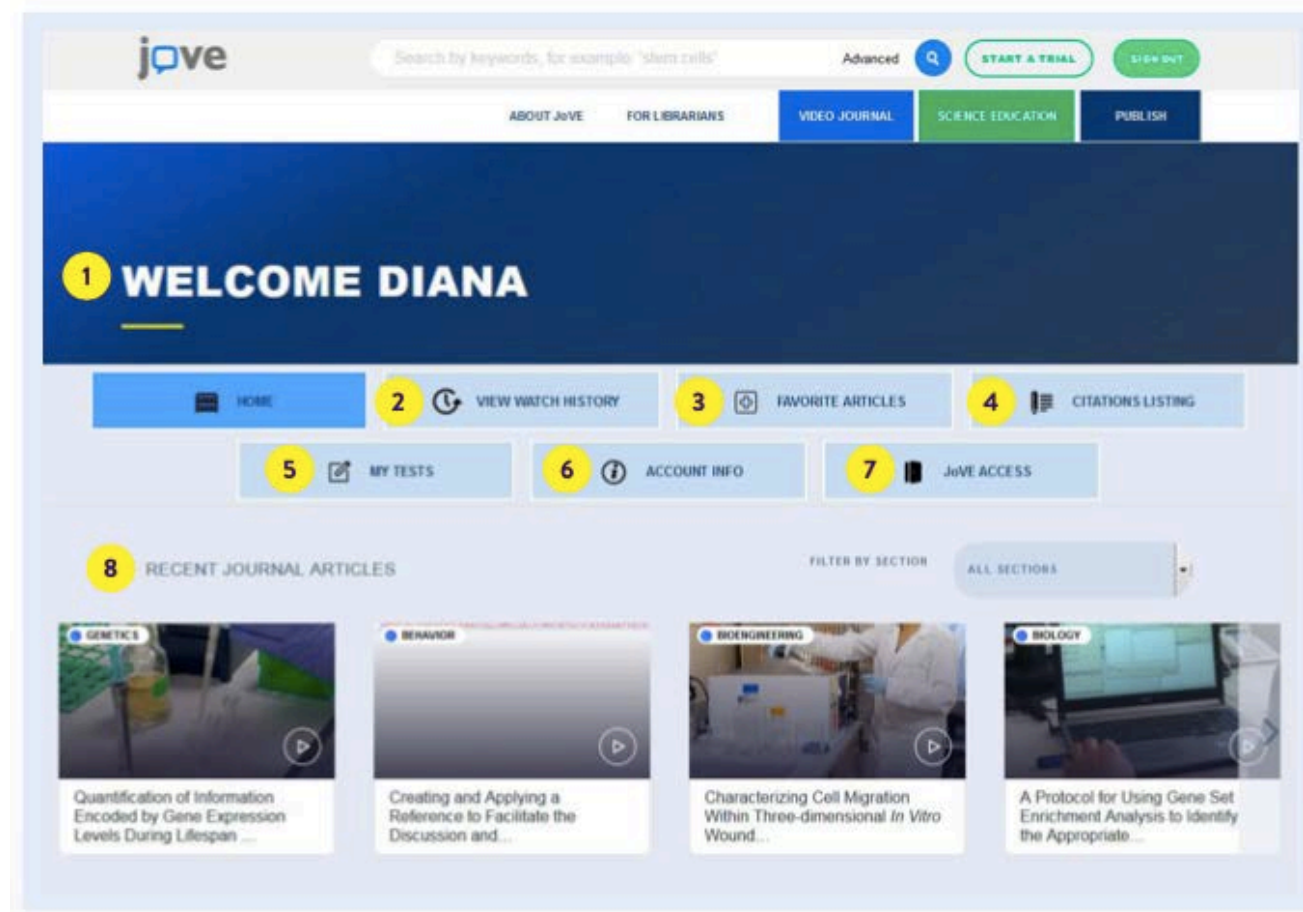 jove
Search by keywords, for example: "stem cells"
Advanced
START A TRIAL
SIGN OUT
ABOUT JoVE
FOR LIBRARIANS
VIDEO JOURNAL
SCIENCE EDUCATION
PUBLISH
1
WELCOME DIANA
HOME
2
VIEW WATCH HISTORY
3
FAVORITE ARTICLES
4
CITATIONS LISTING
5
MY TESTS
6
ACCOUNT INFO
7
JoVE ACCESS
8
RECENT JOURNAL ARTICLES
FILTER BY SECTION
ALL SECTIONS
GENETICS
Quantification of Information
Encoded by Gene Expression
Levels During Lifespan ...
BEHAVIOR
Creating and Applying a
Reference to Facilitate the
Discussion and...
BIOENGINEERING
Characterizing Cell Migration
Within Three-dimensional In Vitro
Wound...
BIOLOGY
A Protocol for Using Gene Set
Enrichment Analysis to Identify
the Appropriate...